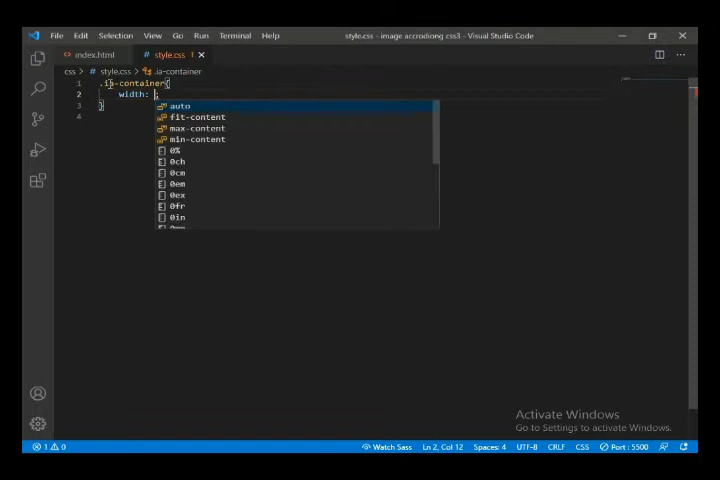 File Edit Selection View Go Run Terminal Help style.css - image accrodiong css3 - Visual Studio Code
index.html # style.css 1
css > # style.css > .ia-container
1 .ia-container{
2 width: ;
3 }
4
auto
fit-content
max-content
min-content
0%
0ch
0cm
0em
0ex
0fr
0in
Activate Windows
Go to Settings to activate Windows.
1 0 Watch Sass Ln 2, Col 12 Spaces: 4 UTF-8 CRLF CSS Port : 5500